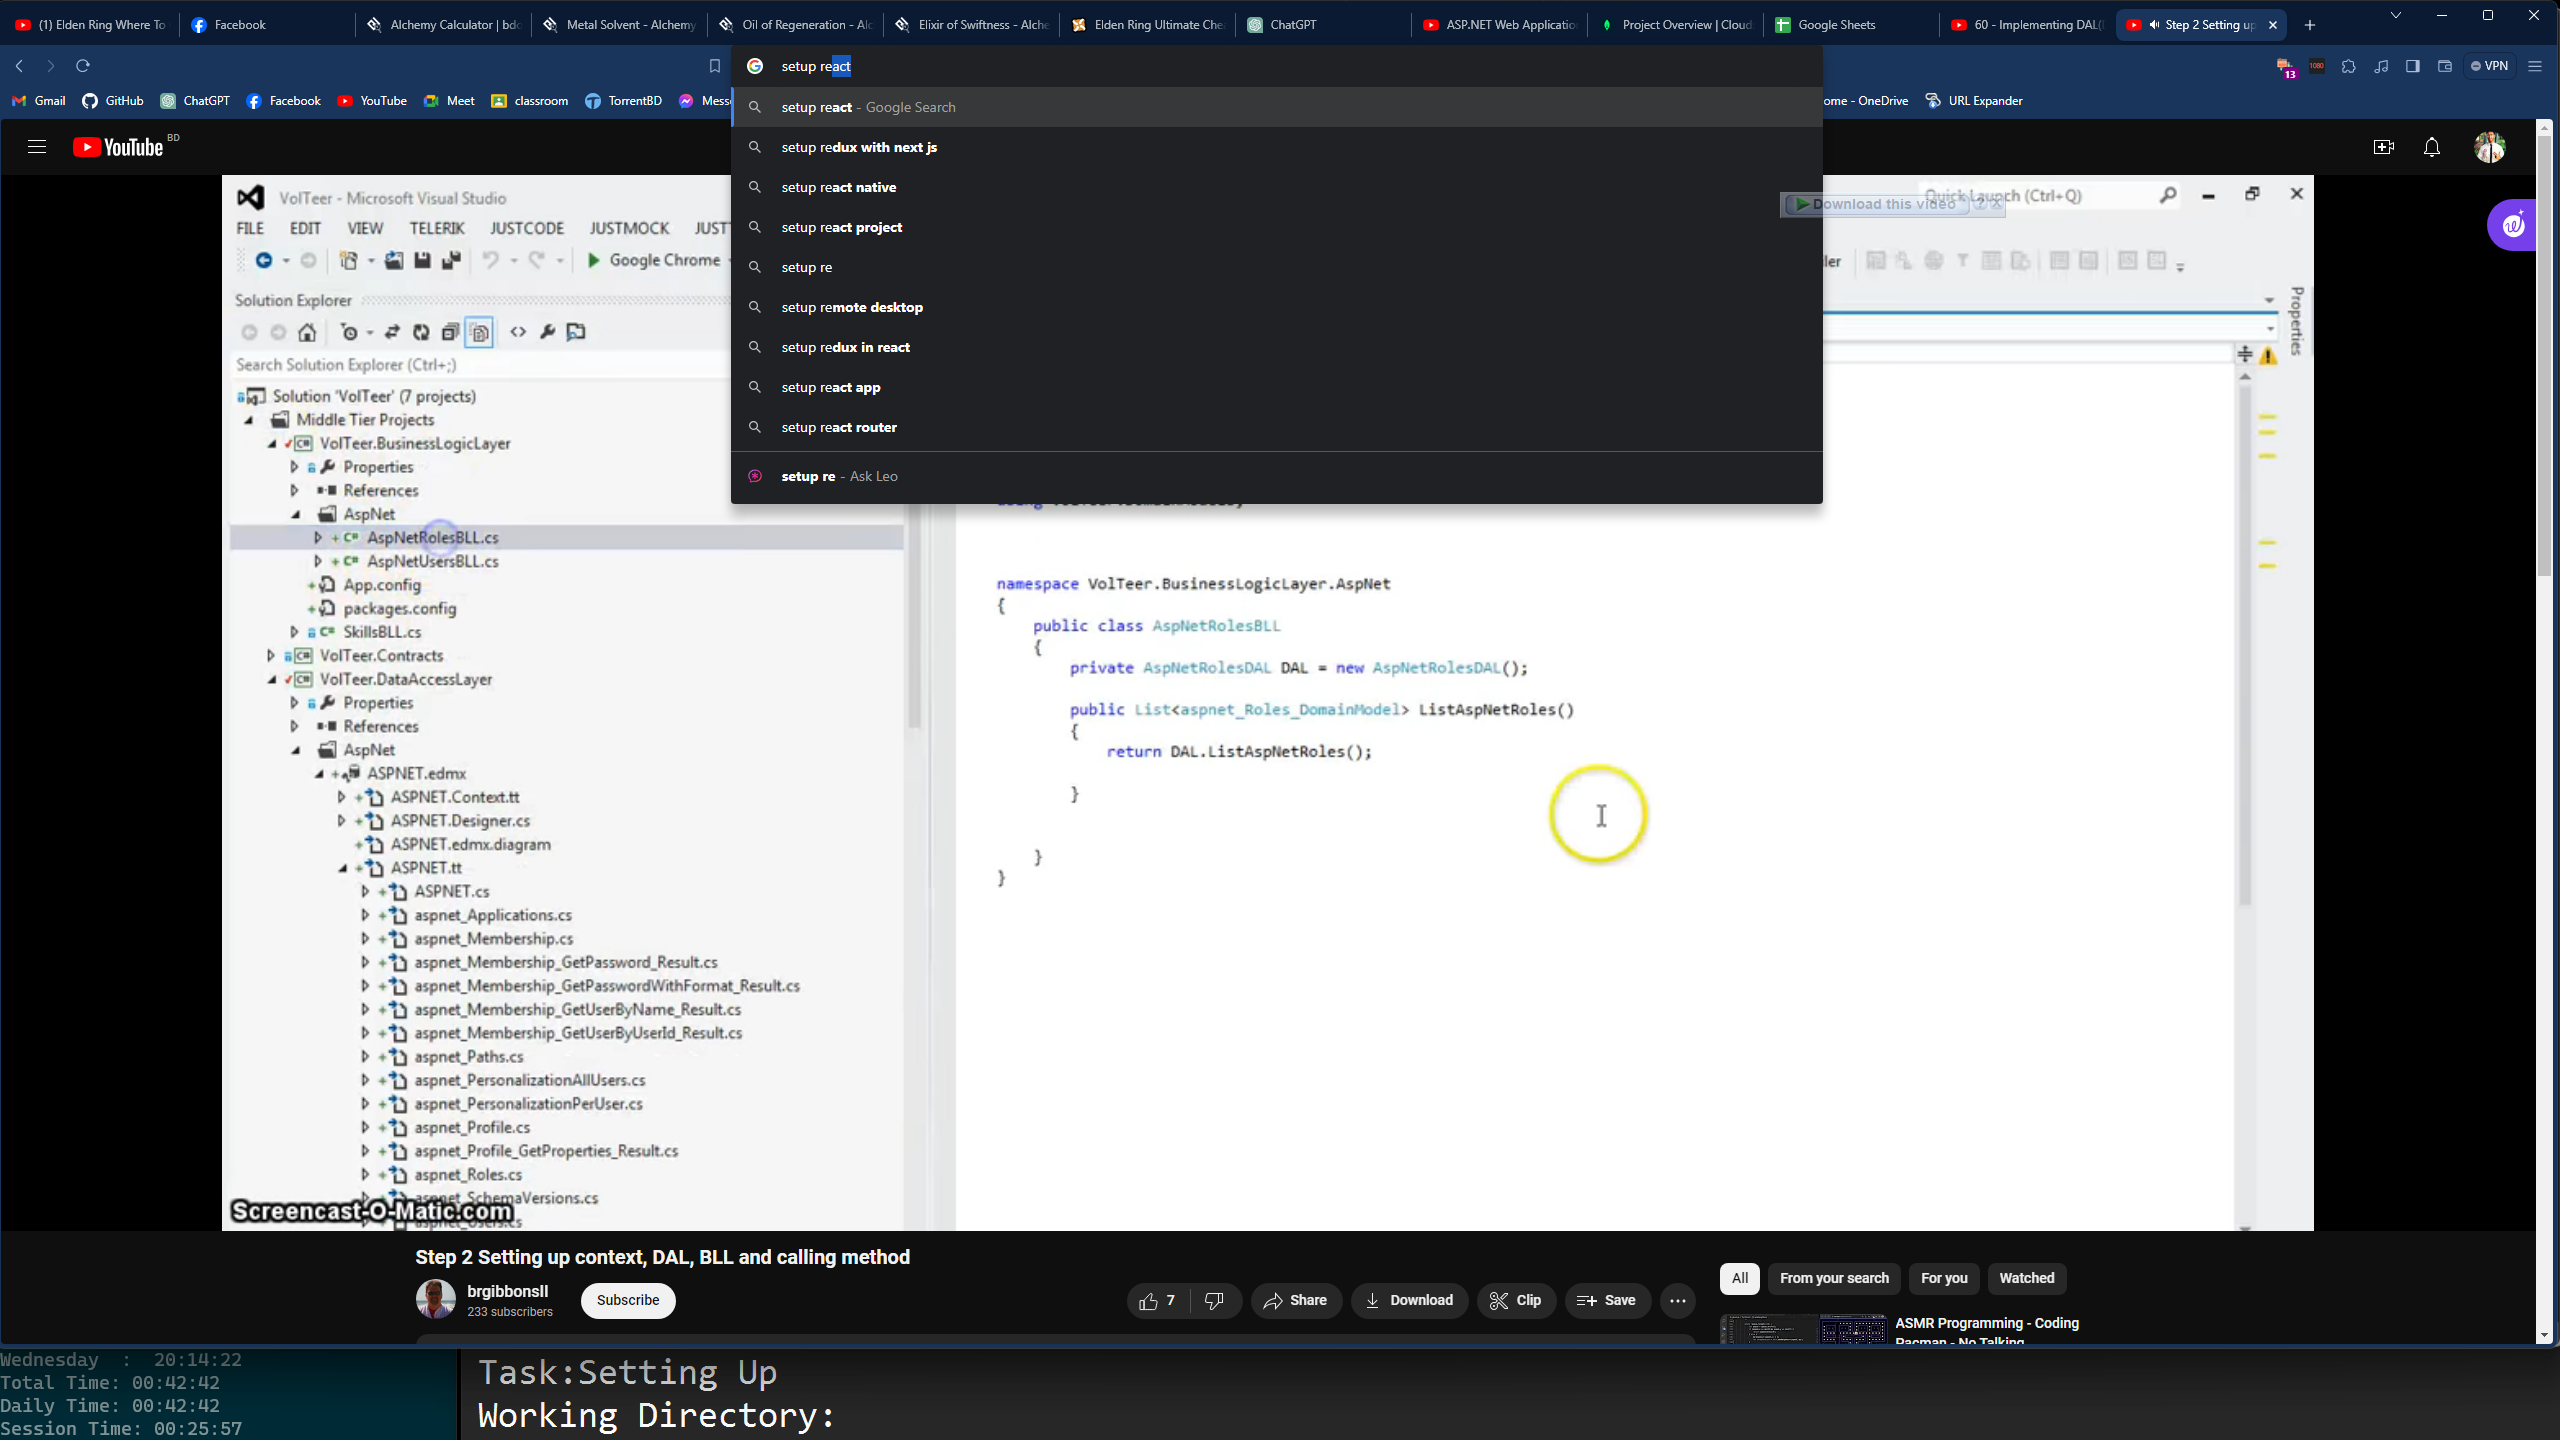 (1) Elden Ring Where To
Facebook
Alchemy Calculator | bdo
Metal Solvent - Alchemy
Oil of Regeneration - Alc
Elixir of Swiftness - Alche
Elden Ring Ultimate Che
ChatGPT
ASP.NET Web Application
Project Overview | Cloud
Google Sheets
60 - Implementing DAL(
Step 2 Setting up
setup react
13
1080
VPN
Gmail
GitHub
ChatGPT
Facebook
YouTube
Meet
classroom
TorrentBD
Mess
ome - OneDrive
URL Expander
setup react - Google Search
setup redux with next js
setup react native
setup react project
setup re
setup remote desktop
setup redux in react
setup react app
setup react router
setup re - Ask Leo
YouTube BD
VolTeer - Microsoft Visual Studio
Quick Launch (Ctrl+Q)
Download this video
FILE EDIT VIEW TELERIK JUSTCODE JUSTMOCK JUST
Google Chrome
ler
Solution Explorer
Properties
Search Solution Explorer (Ctrl+;)
Solution 'VolTeer' (7 projects)
Middle Tier Projects
VolTeer.BusinessLogicLayer
Properties
References
AspNet
AspNetRolesBLL.cs
AspNetUsersBLL.cs
App.config
packages.config
SkillsBLL.cs
VolTeer.Contracts
VolTeer.DataAccessLayer
Properties
References
AspNet
ASPNET.edmx
ASPNET.Context.tt
ASPNET.Designer.cs
ASPNET.edmx.diagram
ASPNET.tt
ASPNET.cs
aspnet_Applications.cs
aspnet_Membership.cs
aspnet_Membership_GetPassword_Result.cs
aspnet_Membership_GetPasswordWithFormat_Result.cs
aspnet_Membership_GetUserByName_Result.cs
aspnet_Membership_GetUserByUserId_Result.cs
aspnet_Paths.cs
aspnet_PersonalizationAllUsers.cs
aspnet_PersonalizationPerUser.cs
aspnet_Profile.cs
aspnet_Profile_GetProperties_Result.cs
aspnet_Roles.cs
aspnet_SchemaVersions.cs
aspnet_Users.cs
Screencast-O-Matic.com
namespace VolTeer.BusinessLogicLayer.AspNet
{
public class AspNetRolesBLL
{
private AspNetRolesDAL DAL = new AspNetRolesDAL();
public List<aspnet_Roles_DomainModel> ListAspNetRoles()
{
return DAL.ListAspNetRoles();
}
}
}
Step 2 Setting up context, DAL, BLL and calling method
brgibbonsll
233 subscribers
Subscribe
7
Share
Download
Clip
Save
All
From your search
For you
Watched
ASMR Programming - Coding
Pacman - No Talking
Wednesday : 20:14:22
Total Time: 00:42:42
Daily Time: 00:42:42
Session Time: 00:25:57
Task:Setting Up
Working Directory: